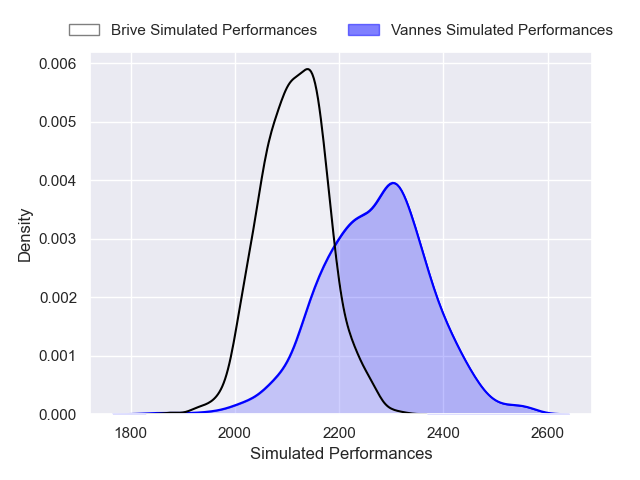 Brive Simulated Performances Vannes Simulated Performances
0.006
0.005
0.004
0.003
0.002
0.001
0.000
Density
1800 2000 2200 2400 2600
Simulated Performances